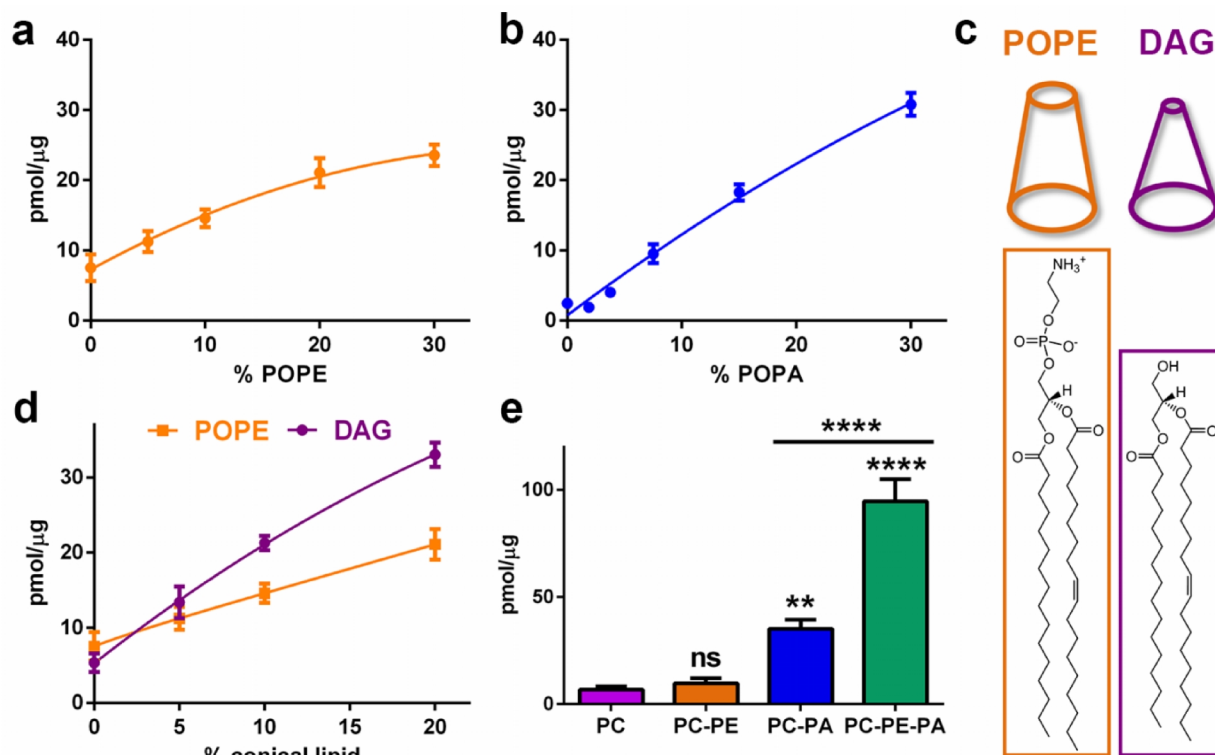 a
40
30
20
10
0
pmol/µg
0 10 20 30
% POPE
b
40
30
20
10
0
pmol/µg
0 10 20 30
% POPA
c
POPE DAG
NH₃⁺
O
O=P-O⁻
O
H
O
O
O
O
OH
H
O
O
O
O
d
POPE DAG
30
20
10
0
pmol/µg
0 5 10 15 20
% conical lipid
e
100
50
0
pmol/µg
ns
**
****
****
PC PC-PE PC-PA PC-PE-PA